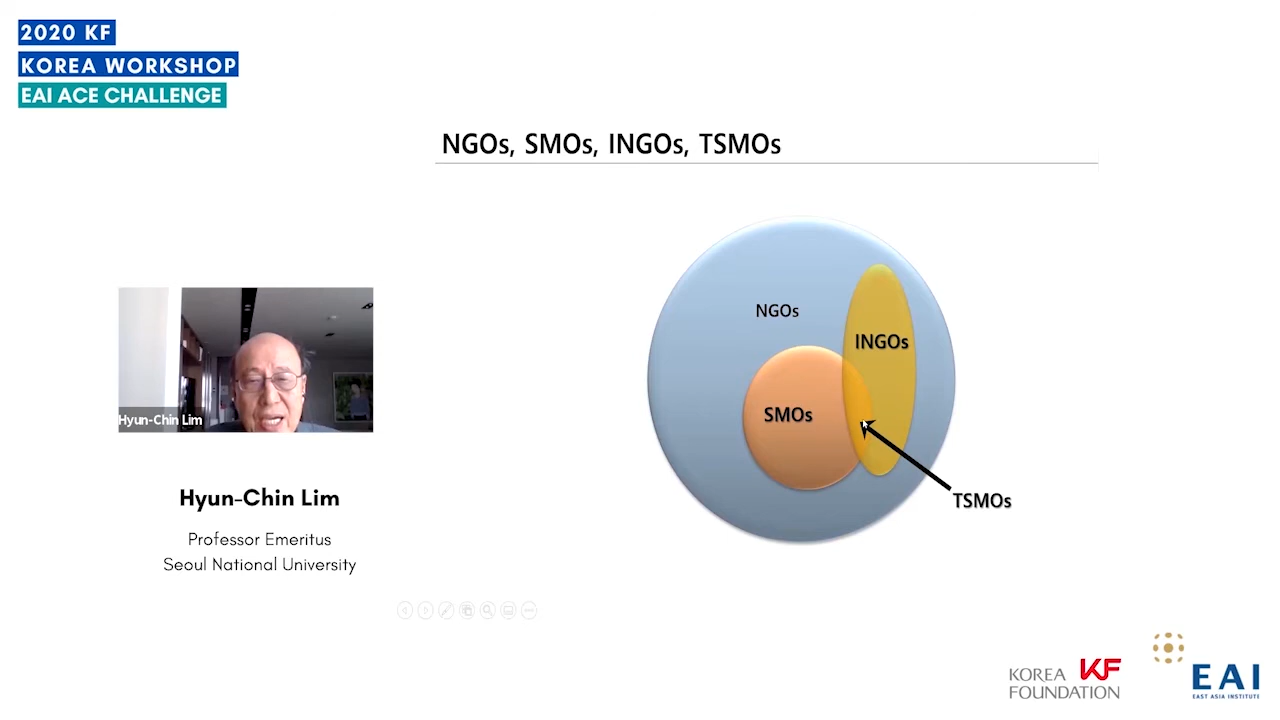 2020 KF
KOREA WORKSHOP
EAI ACE CHALLENGE
NGOs, SMOs, INGOs, TSMOs
NGOs
INGOs
SMOs
TSMOs
Hyun-Chin Lim
Hyun-Chin Lim
Professor Emeritus
Seoul National University
KOREA KF
FOUNDATION
EAI
EAST ASIA INSTITUTE